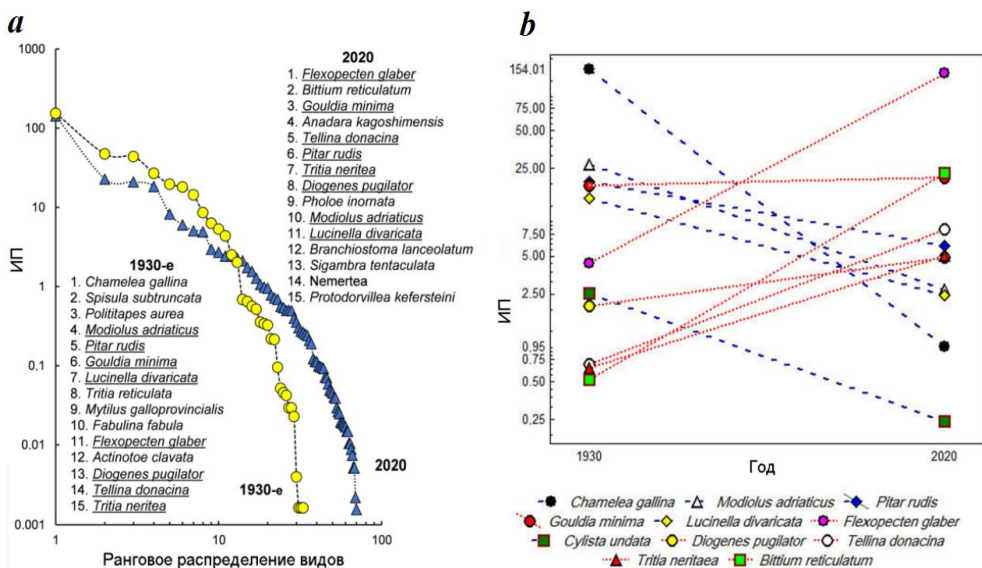 a
1000
100
10
1
0.1
0.01
0.001
ИП
1
10
100
Ранговое распределение видов
2020
1. Flexopecten glaber
2. Bittium reticulatum
3. Gouldia minima
4. Anadara kagoshimensis
5. Tellina donacina
6. Pitar rudis
7. Tritia neritea
8. Diogenes pugilator
9. Pholoe inornata
10. Modiolus adriaticus
11. Lucinella divaricata
12. Branchiostoma lanceolatum
13. Sigambra tentaculata
14. Nemertea
15. Protodorvillea kefersteini
1930-е
1. Chamelea gallina
2. Spisula subtruncata
3. Polititapes aurea
4. Modiolus adriaticus
5. Pitar rudis
6. Gouldia minima
7. Lucinella divaricata
8. Tritia reticulata
9. Mytilus galloprovincialis
10. Fabulina fabula
11. Flexopecten glaber
12. Actinotoe clavata
13. Diogenes pugilator
14. Tellina donacina
15. Tritia neritea
1930-е
2020
b
154.01
75.00
50.00
25.00
7.50
5.00
2.50
0.95
0.75
0.50
0.25
ИП
1930
2020
Год
Chamelea gallina Modiolus adriaticus Pitar rudis
Gouldia minima Lucinella divaricata Flexopecten glaber
Cylista undata Diogenes pugilator Tellina donacina
Tritia neritaea Bittium reticulatum